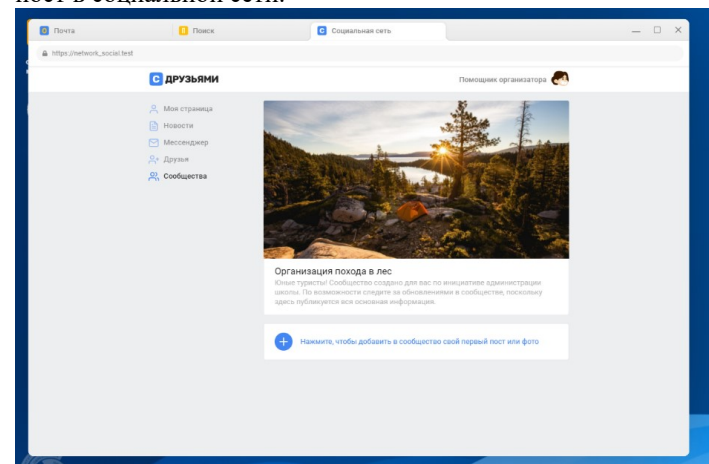 пост в социальной сети.
Почта
Поиск
Социальная сеть
https://network_social.test
С ДРУЗЬЯМИ
Помощник организатора
Моя страница
Новости
Мессенджер
Друзья
Сообщества
Организация похода в лес
Юные туристы! Сообщество создано для вас по инициативе администрации
школы. По возможности следите за обновлениями в сообществе, поскольку
здесь публикуется вся основная информация.
Нажмите, чтобы добавить в сообщество свой первый пост или фото